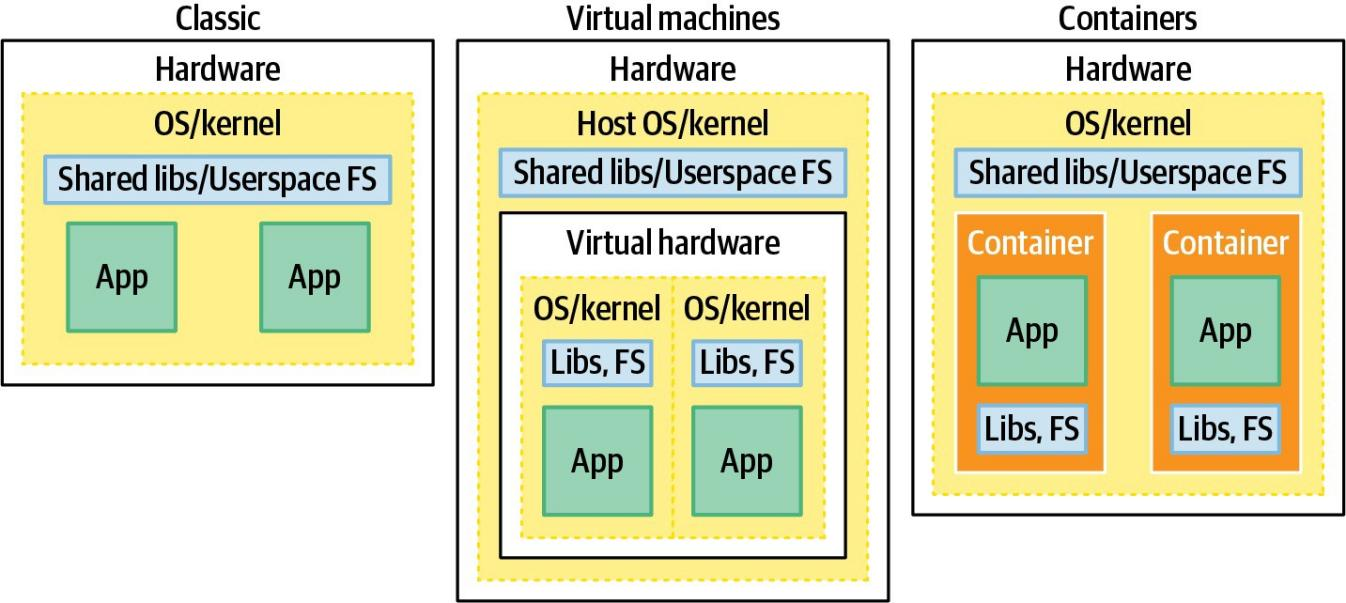 Classic
Hardware
OS/kernel
Shared libs/Userspace FS
App
App
Virtual machines
Hardware
Host OS/kernel
Shared libs/Userspace FS
Virtual hardware
OS/kernel
OS/kernel
Libs, FS
Libs, FS
App
App
Containers
Hardware
OS/kernel
Shared libs/Userspace FS
Container
Container
App
App
Libs, FS
Libs, FS